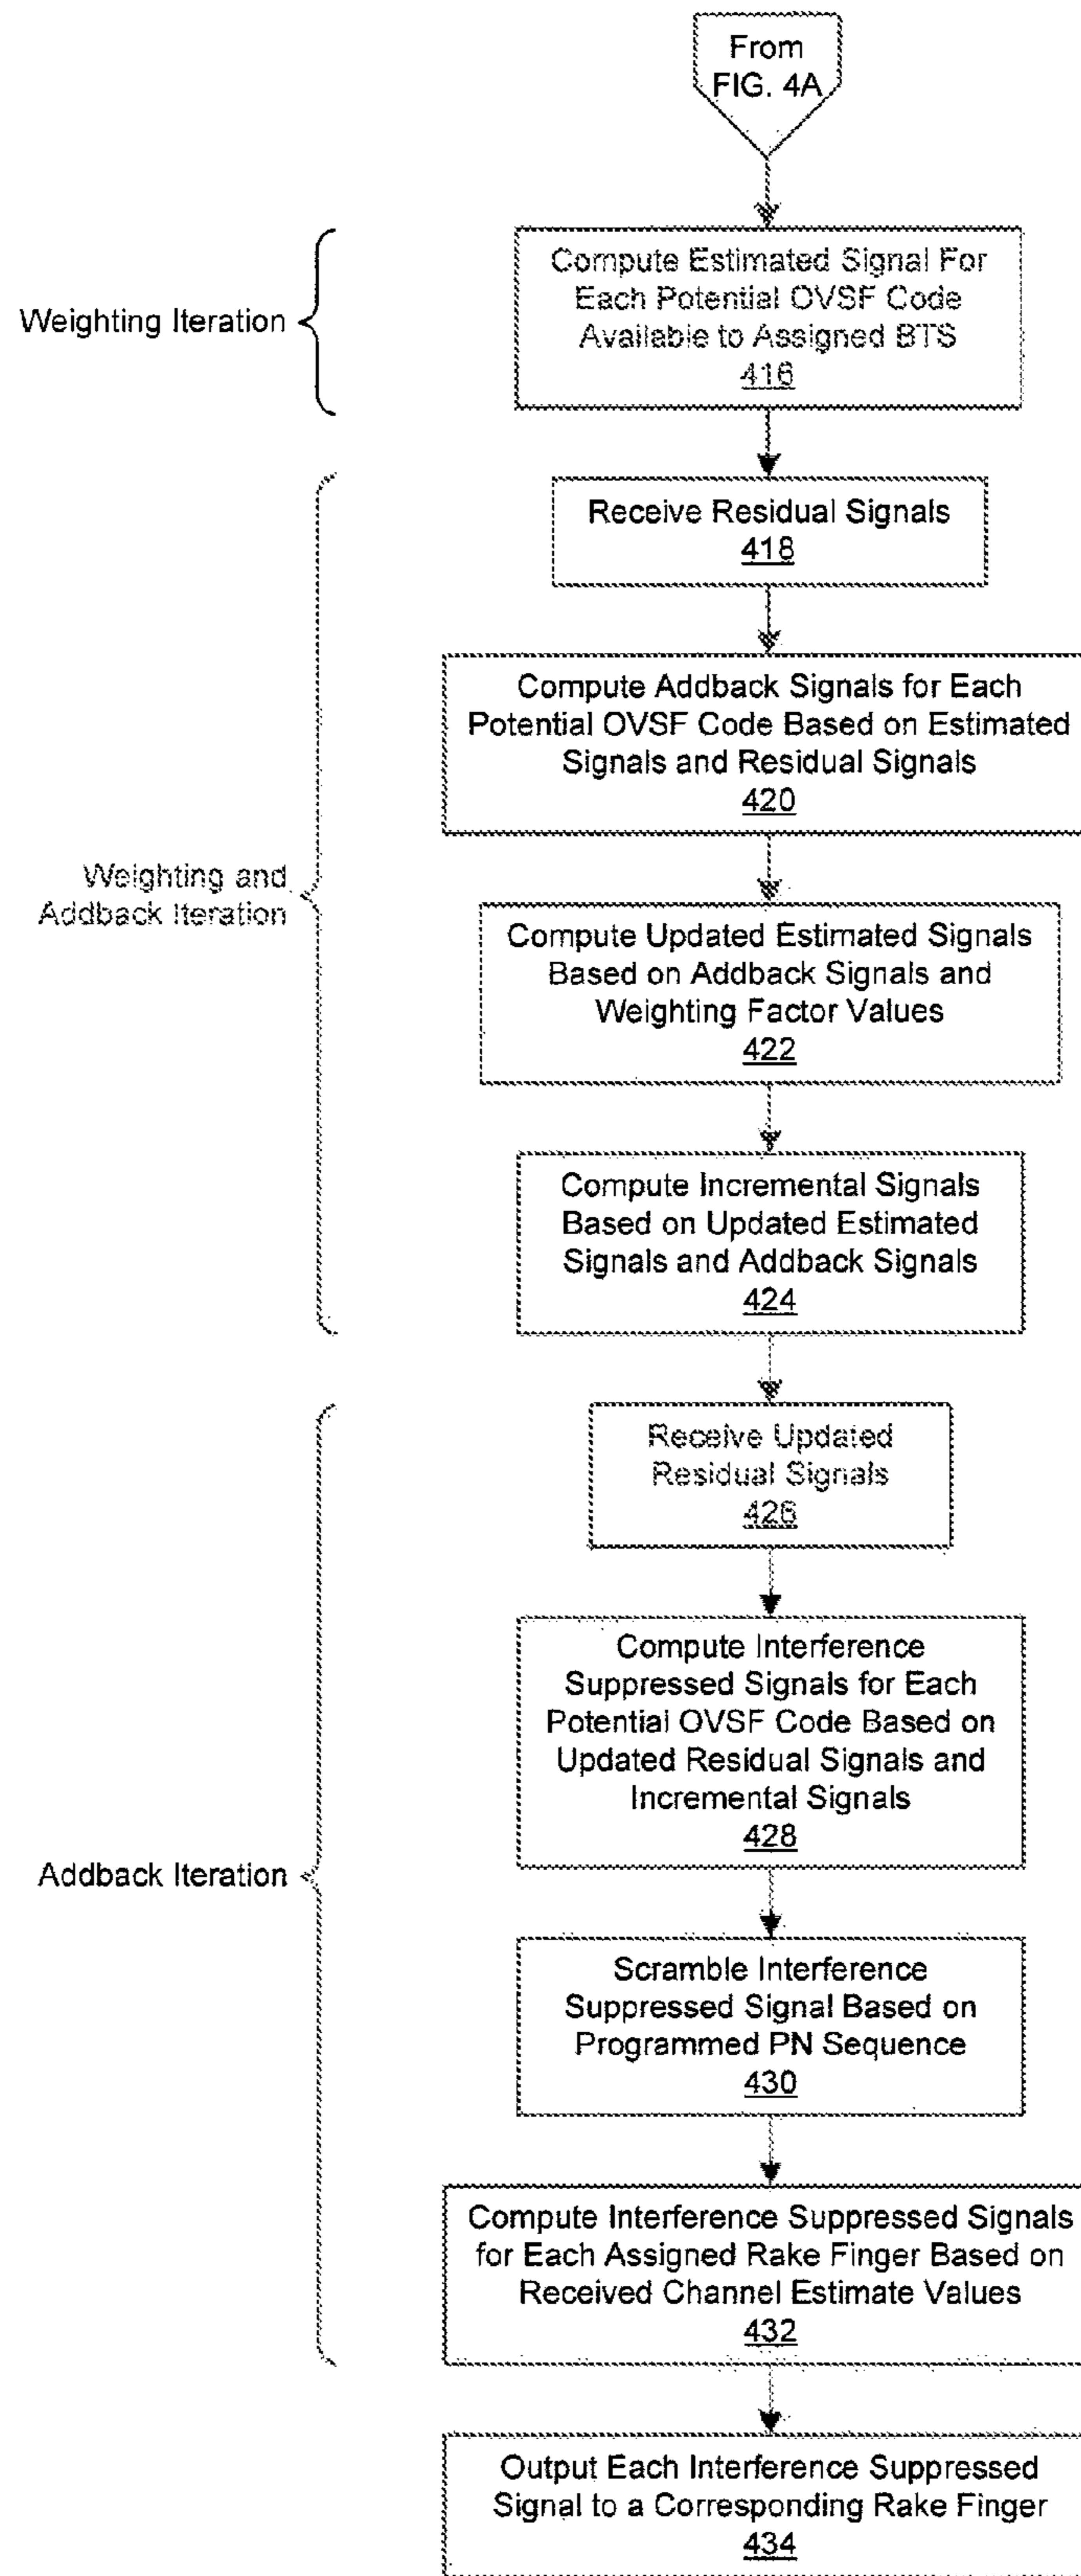 From
FIG. 4A
Weighting Iteration
Compute Estimated Signal For
Each Potential OVSF Code
Available to Assigned BTS
416
Receive Residual Signals
418
Compute Addback Signals for Each
Potential OVSF Code Based on Estimated
Signals and Residual Signals
420
Weighting and
Addback Iteration
Compute Updated Estimated Signals
Based on Addback Signals and
Weighting Factor Values
422
Compute Incremental Signals
Based on Updated Estimated
Signals and Addback Signals
424
Receive Updated
Residual Signals
426
Compute Interference
Suppressed Signals for Each
Potential OVSF Code Based on
Updated Residual Signals and
Incremental Signals
428
Addback Iteration
Scramble Interference
Suppressed Signal Based on
Programmed PN Sequence
430
Compute Interference Suppressed Signals
for Each Assigned Rake Finger Based on
Received Channel Estimate Values
432
Output Each Interference Suppressed
Signal to a Corresponding Rake Finger
434